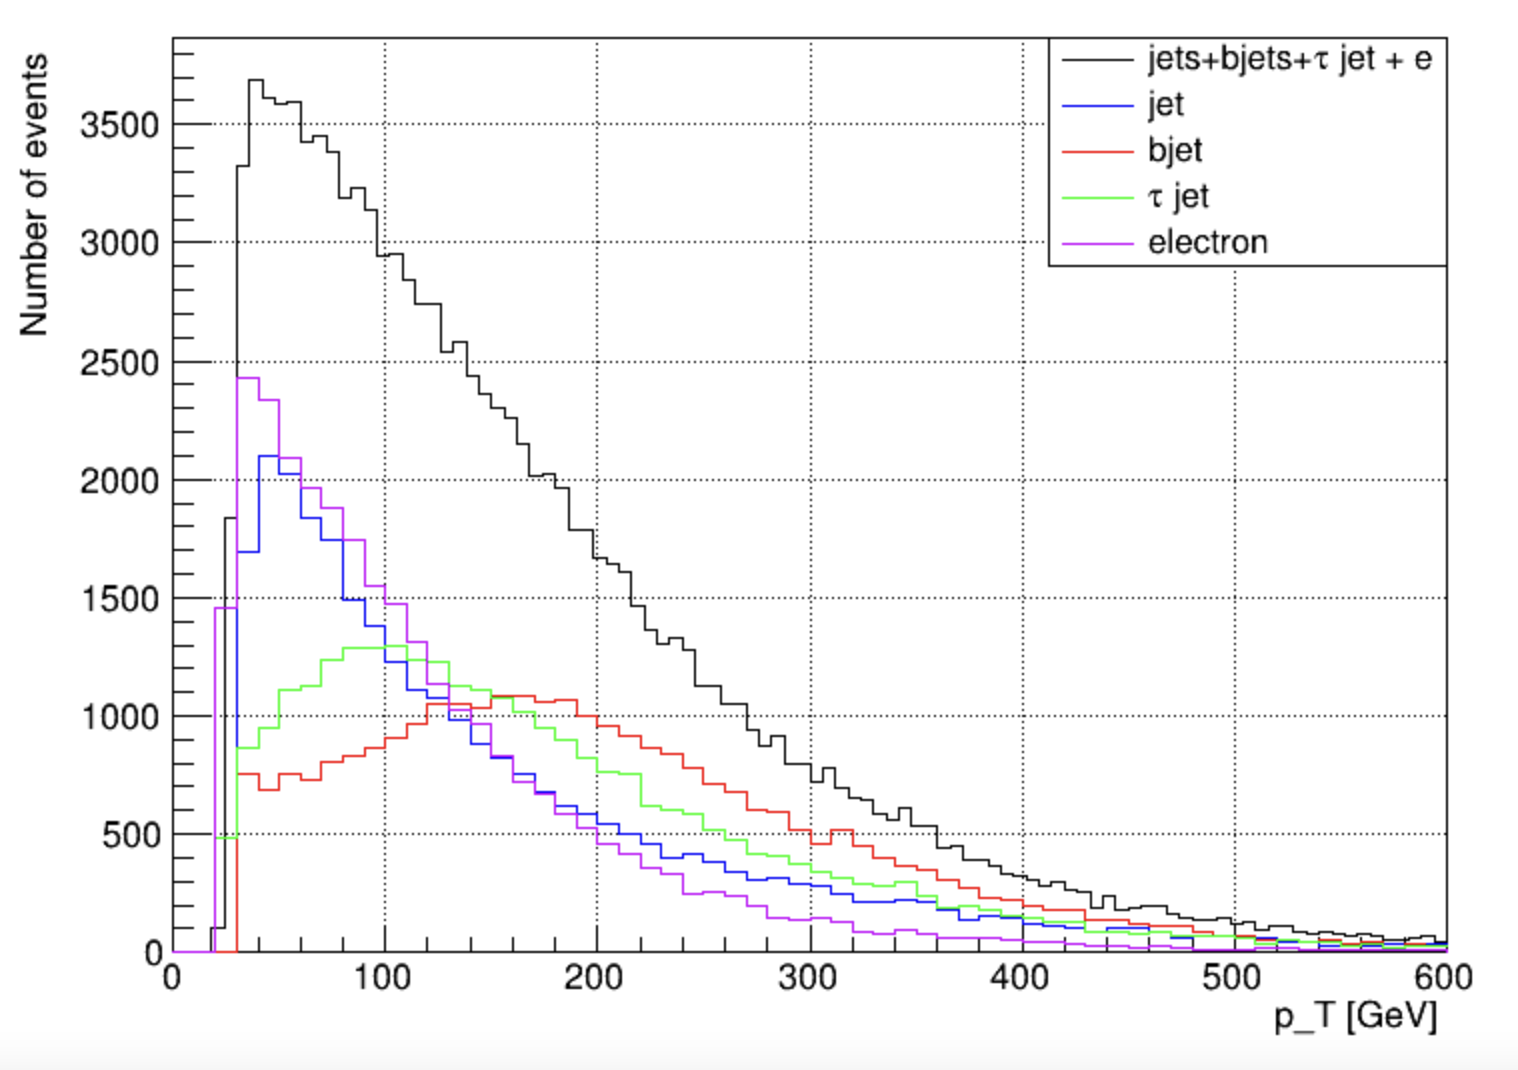 Number of events
3500
3000
2500
2000
1500
1000
500
0
jets+bjets+τ jet + e
jet
bjet
τ jet
electron
0 100 200 300 400 500 600
p_T [GeV]